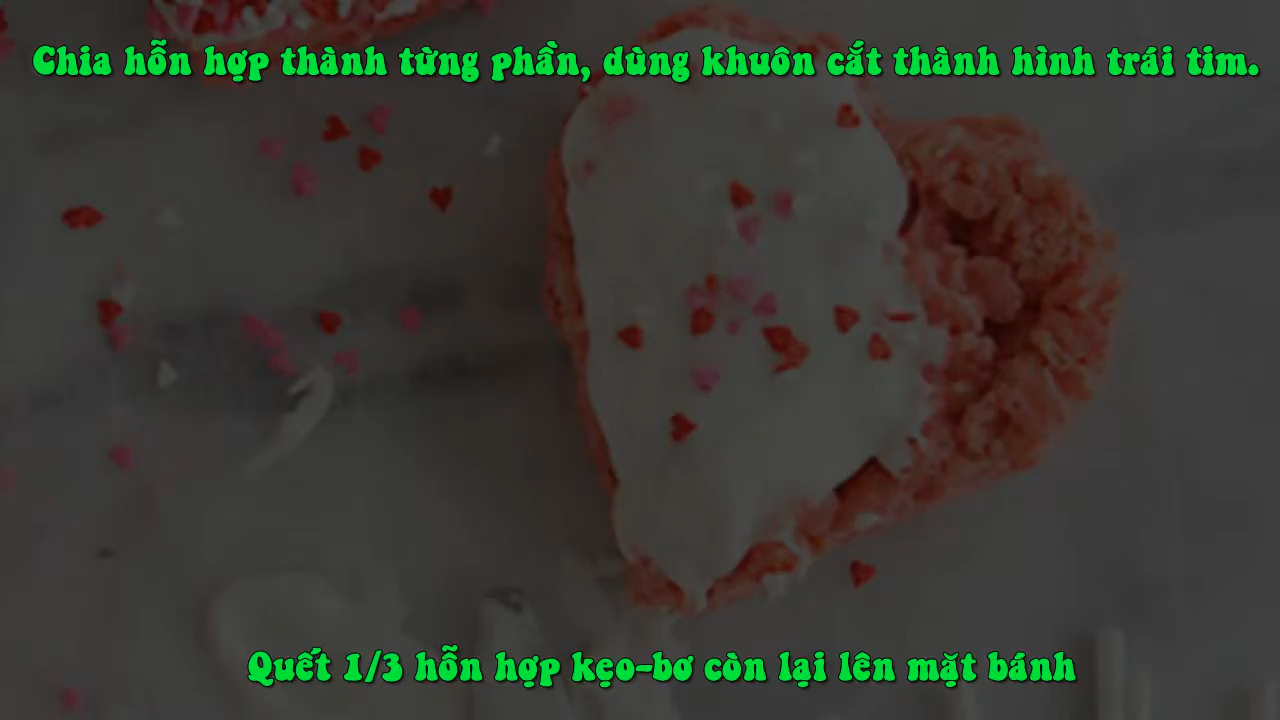 Chia hỗn hợp thành từng phần, dùng khuôn cắt thành hình trái tim.
Quết 1/3 hỗn hợp kẹo-bơ còn lại lên mặt bánh